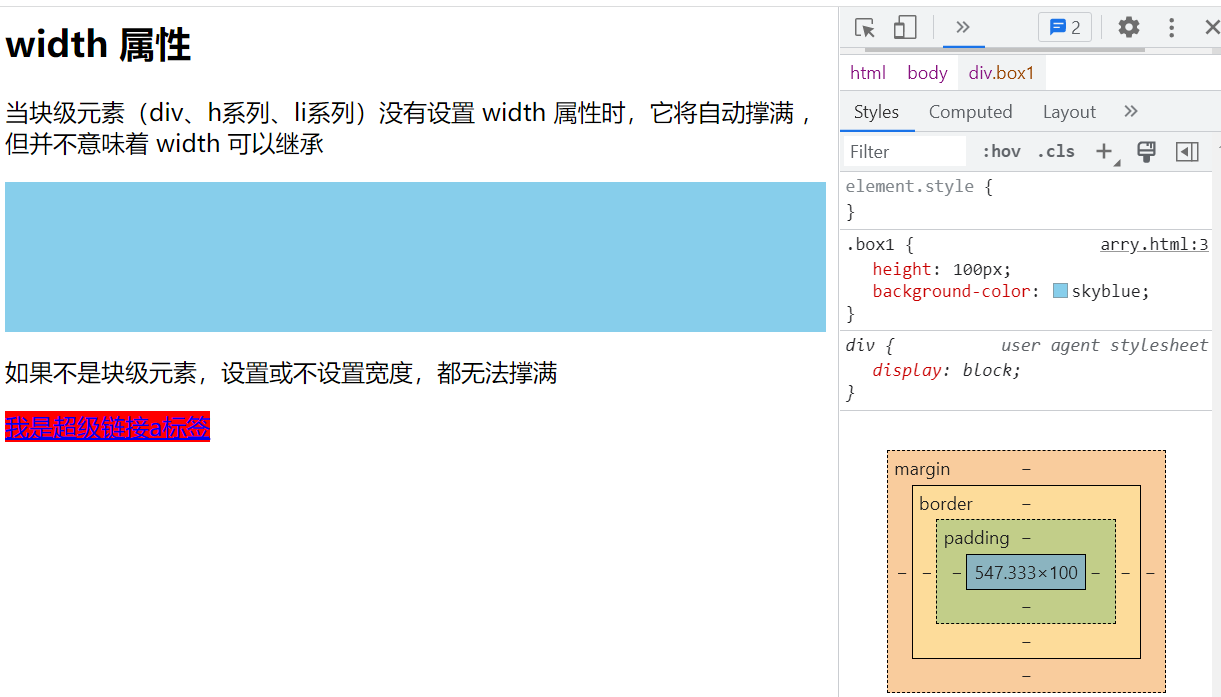 width 属性
当块级元素（div、h系列、li系列）没有设置 width 属性时，它将自动撑满 ，
但并不意味着 width 可以继承
如果不是块级元素，设置或不设置宽度，都无法撑满
我是超级链接a标签
2
html body div.box1
Styles Computed Layout
Filter :hov .cls
element.style {
}
.box1 { arry.html:3
height: 100px;
background-color: skyblue;
}
div { user agent stylesheet
display: block;
}
margin –
border –
padding –
– – – 547.333×100 – – –
–
–
–